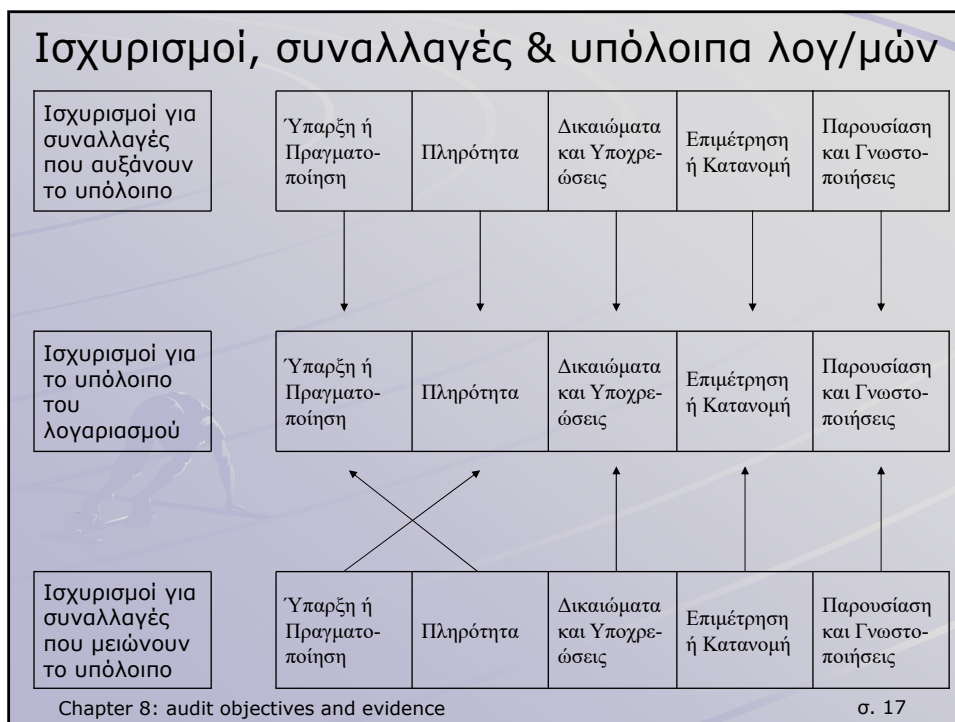 Ισχυρισμοί, συναλλαγές & υπόλοιπα λογ/μών
Ισχυρισμοί για
συναλλαγές
που αυξάνουν
το υπόλοιπο
Ύπαρξη ή
Πραγματο-
ποίηση
Πληρότητα
Δικαιώματα
και Υποχρε-
ώσεις
Επιμέτρηση
ή Κατανομή
Παρουσίαση
και Γνωστο-
ποιήσεις
Ισχυρισμοί για
το υπόλοιπο
του
λογαριασμού
Ύπαρξη ή
Πραγματο-
ποίηση
Πληρότητα
Δικαιώματα
και Υποχρε-
ώσεις
Επιμέτρηση
ή Κατανομή
Παρουσίαση
και Γνωστο-
ποιήσεις
Ισχυρισμοί για
συναλλαγές
που μειώνουν
το υπόλοιπο
Ύπαρξη ή
Πραγματο-
ποίηση
Πληρότητα
Δικαιώματα
και Υποχρε-
ώσεις
Επιμέτρηση
ή Κατανομή
Παρουσίαση
και Γνωστο-
ποιήσεις
Chapter 8: audit objectives and evidence
σ. 17